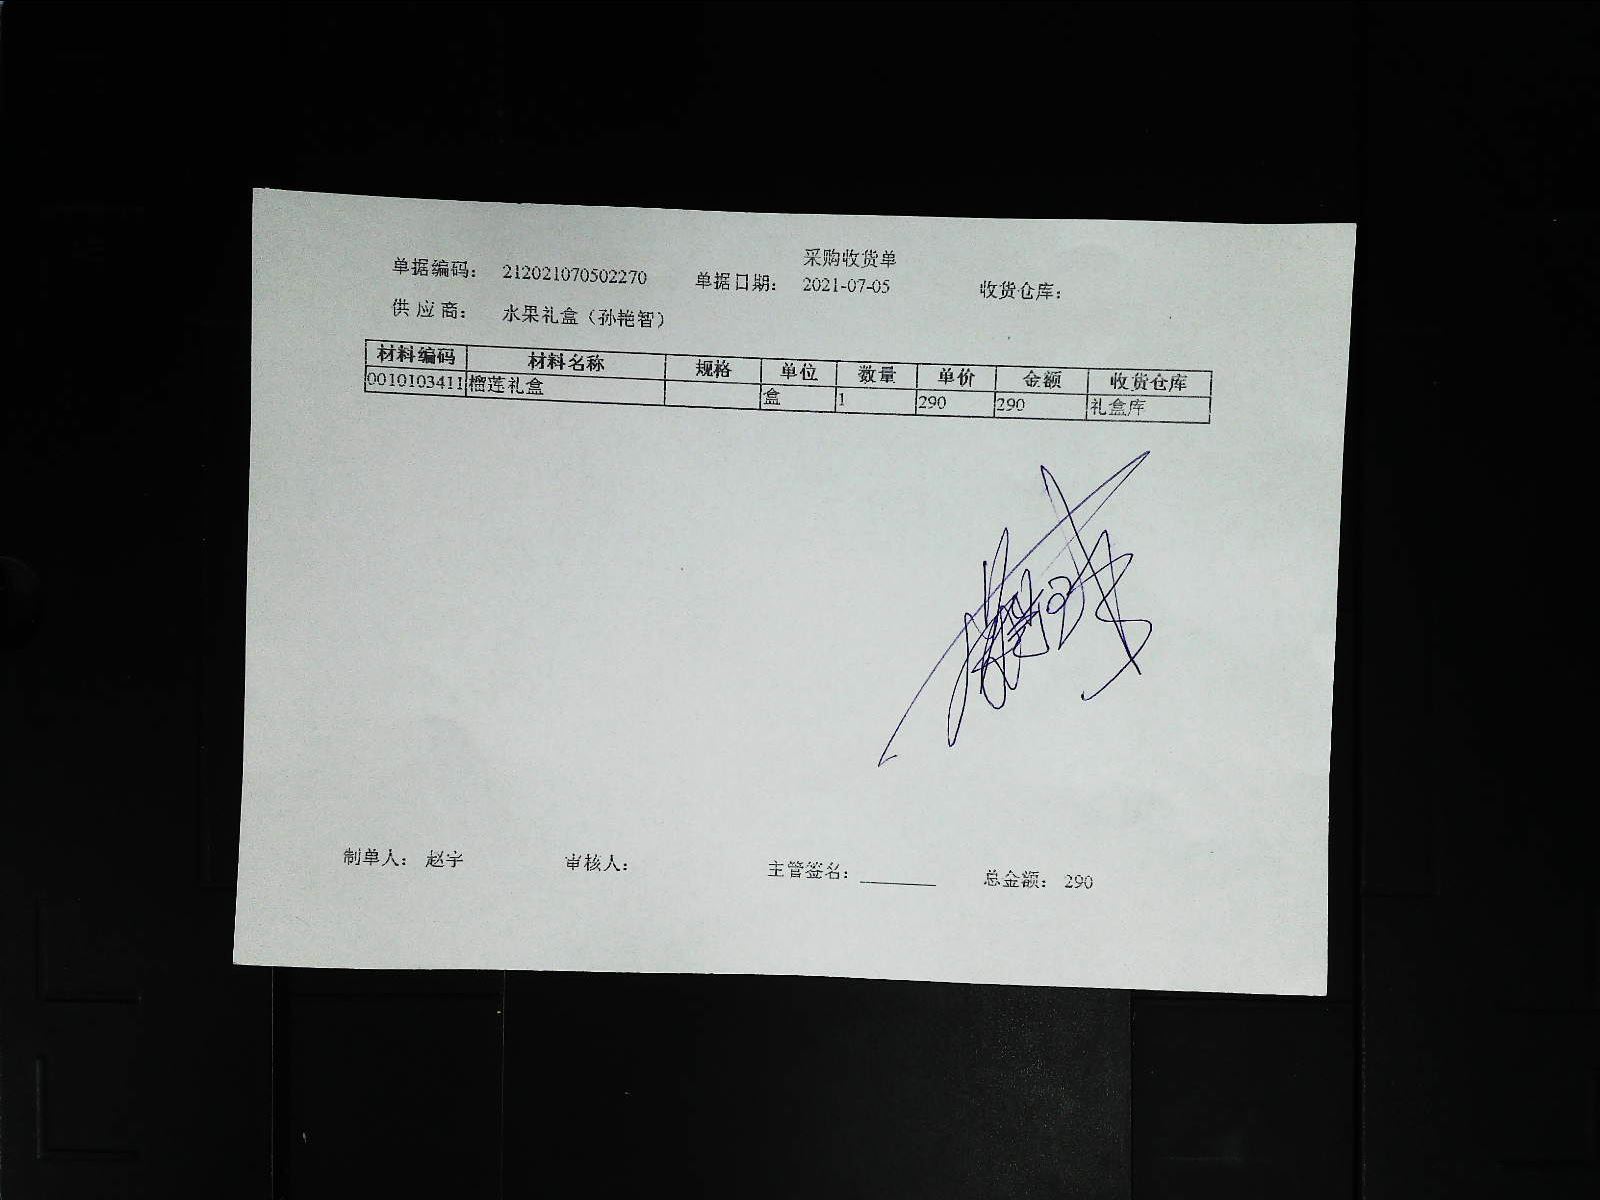 采购收货单
单据编码： 212021070502270 单据日期： 2021-07-05 收货仓库：
供 应 商： 水果礼盒（孙艳智）
材料编码 材料名称 规格 单位 数量 单价 金额 收货仓库
0010103411 榴莲礼盒 盒 1 290 290 礼盒库
制单人： 赵宇 审核人： 主管签名：________ 总金额： 290